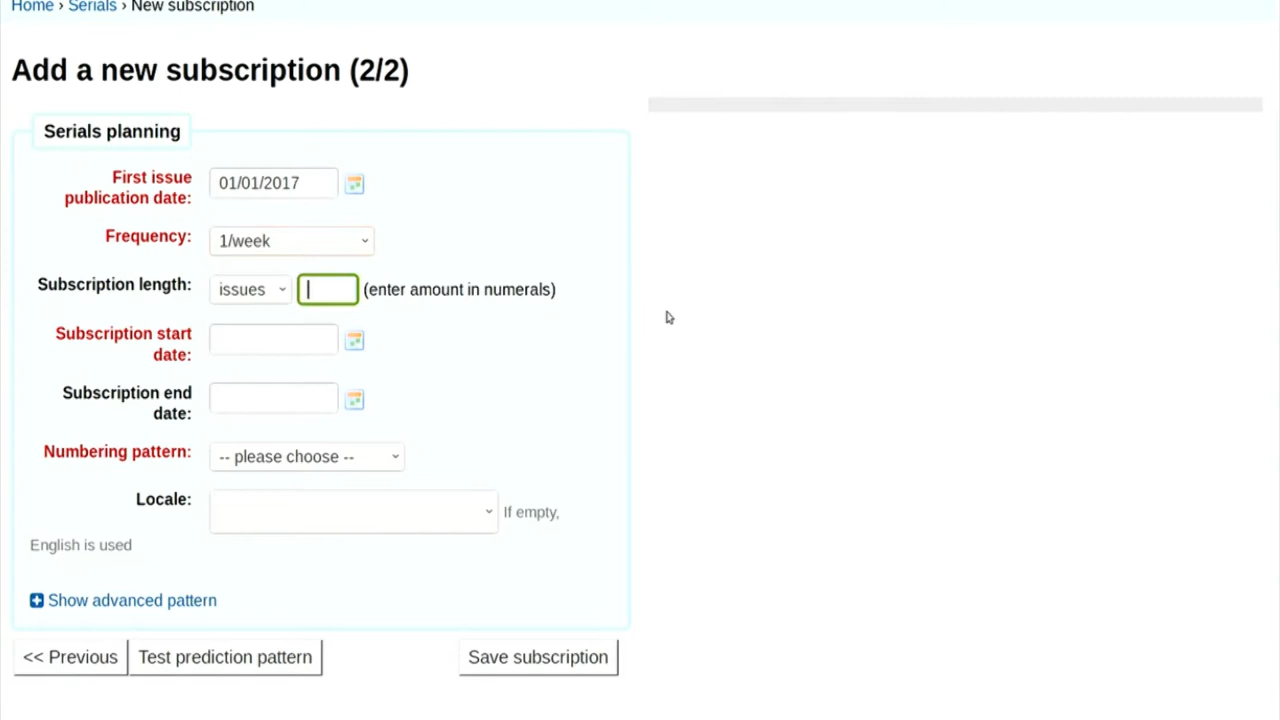 Home › Serials › New subscription
Add a new subscription (2/2)
Serials planning
First issue
publication date:
01/01/2017
Frequency:
1/week
Subscription length:
issues
(enter amount in numerals)
Subscription start
date:
Subscription end
date:
Numbering pattern:
-- please choose --
Locale:
If empty,
English is used
Show advanced pattern
<< Previous
Test prediction pattern
Save subscription